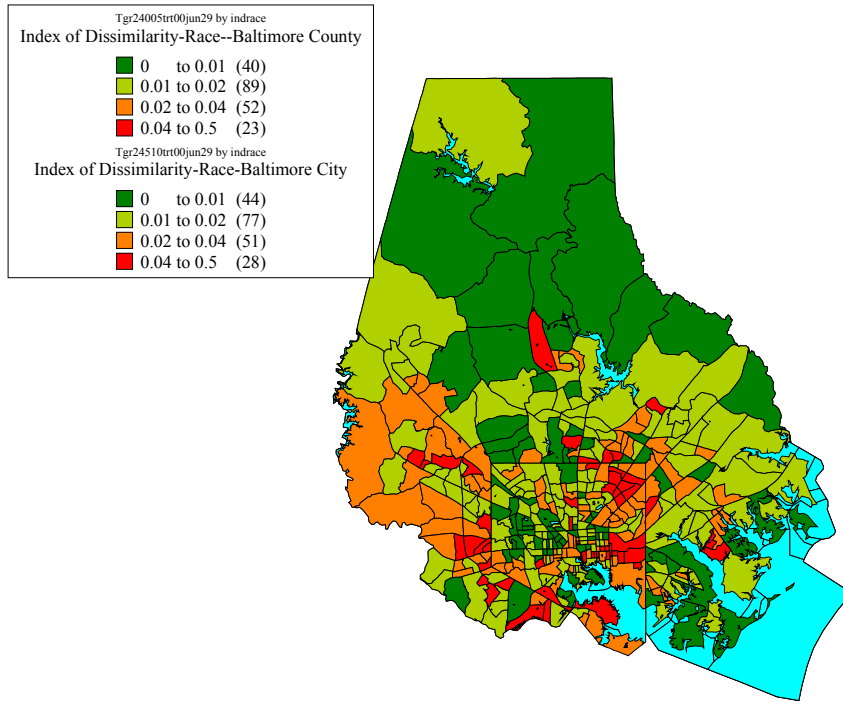 Tgr24005trt00jun29 by indrace
Index of Dissimilarity-Race--Baltimore County
0 to 0.01 (40)
0.01 to 0.02 (89)
0.02 to 0.04 (52)
0.04 to 0.5 (23)
Tgr24510trt00jun29 by indrace
Index of Dissimilarity-Race-Baltimore City
0 to 0.01 (44)
0.01 to 0.02 (77)
0.02 to 0.04 (51)
0.04 to 0.5 (28)